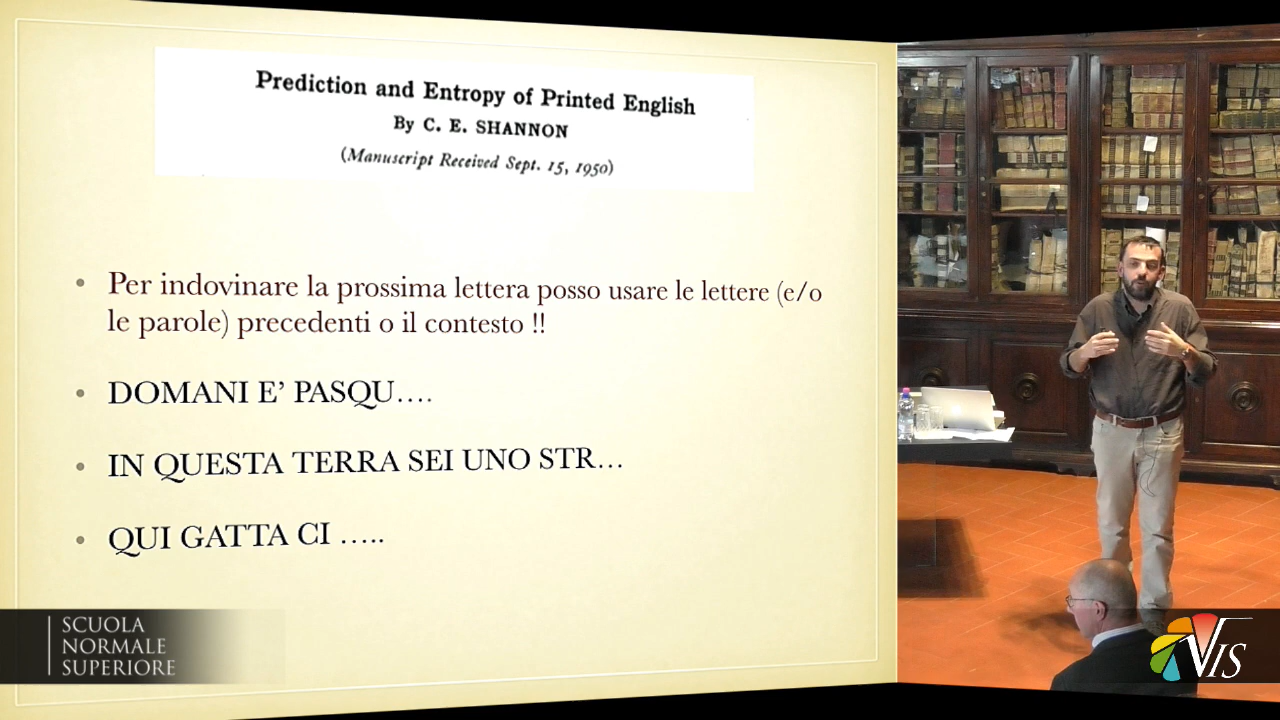 Prediction and Entropy of Printed English
By C. E. SHANNON
(Manuscript Received Sept. 15, 1950)
• Per indovinare la prossima lettera posso usare le lettere (e/o
le parole) precedenti o il contesto !!
• DOMANI E’ PASQU….
• IN QUESTA TERRA SEI UNO STR…
• QUI GATTA CI …..
SCUOLA
NORMALE
SUPERIORE
VIS